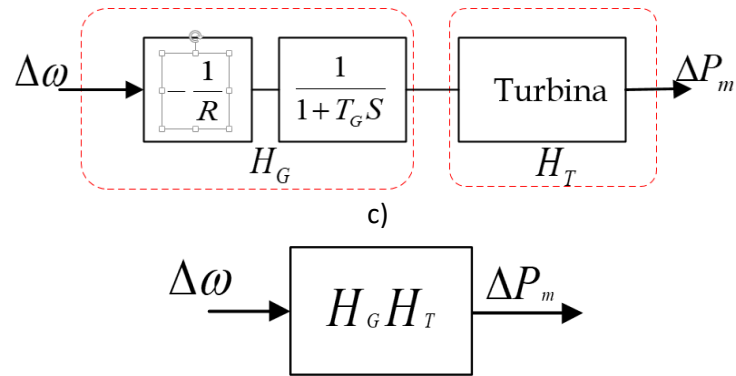 Δω
- 1/R
1/(1+T_G S)
Turbina
ΔP_m
H_G
H_T
c)
Δω
H_G H_T
ΔP_m